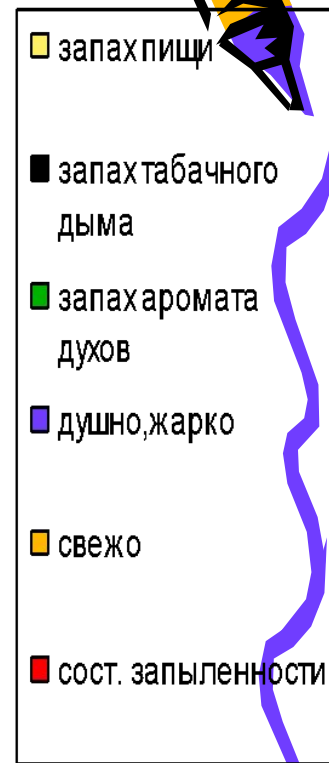 запах пищи
запах табачного
дыма
запах аромата
духов
душно,жарко
свежо
сост. запыленности